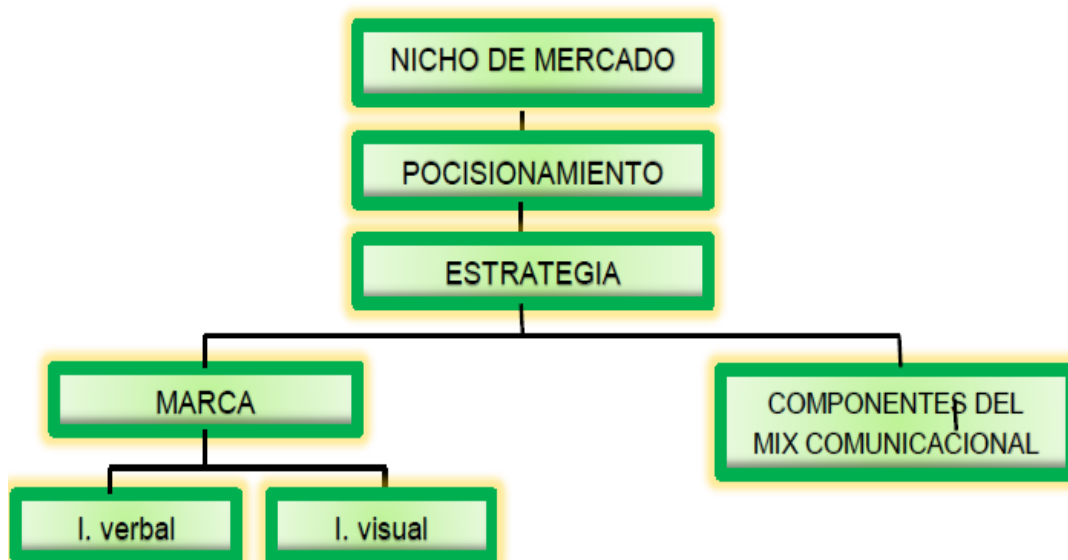 NICHO DE MERCADO
POCISIONAMIENTO
ESTRATEGIA
MARCA
COMPONENTES DEL
MIX COMUNICACIONAL
I. verbal
I. visual